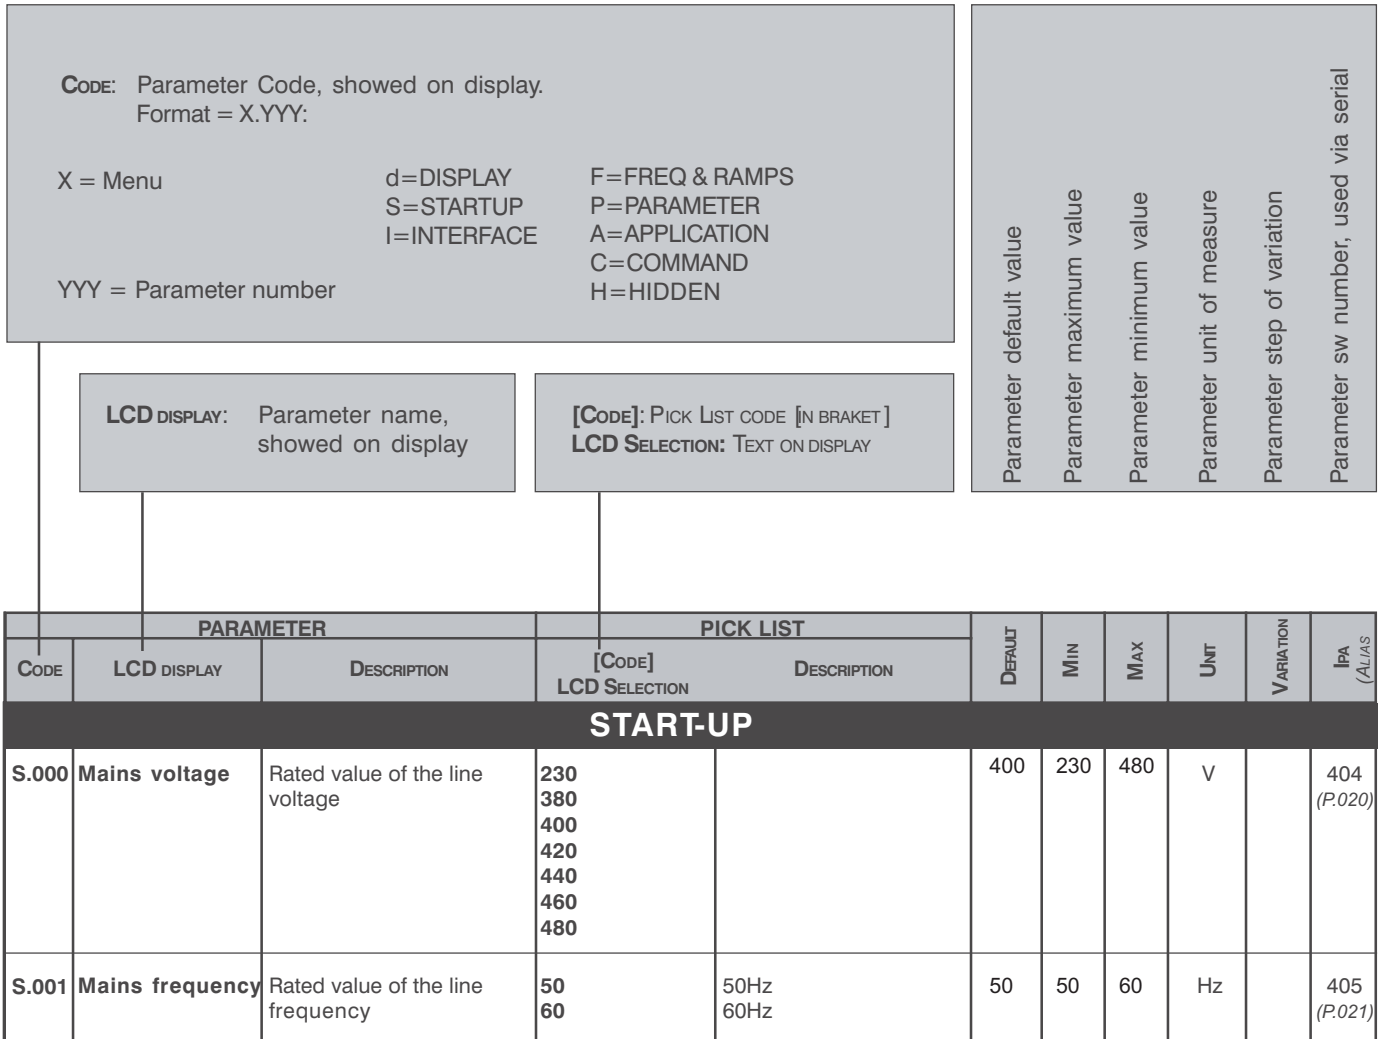 CODE: Parameter Code, showed on display.
Format = X.YYY:
X = Menu
d=DISPLAY
S=STARTUP
I=INTERFACE
F=FREQ & RAMPS
P=PARAMETER
A=APPLICATION
C=COMMAND
H=HIDDEN
YYY = Parameter number
Parameter default value
Parameter maximum value
Parameter minimum value
Parameter unit of measure
Parameter step of variation
Parameter sw number, used via serial
LCD DISPLAY: Parameter name,
showed on display
[CODE]: PICK LIST CODE [IN BRAKET]
LCD SELECTION: TEXT ON DISPLAY
PARAMETER PICK LIST
CODE LCD DISPLAY DESCRIPTION
[CODE]
LCD SELECTION
DESCRIPTION
DEFAULT
MIN
MAX
UNIT
VARIATION
IPA
(ALIAS
START-UP
S.000 Mains voltage Rated value of the line 230 400 230 480 V 404
voltage 380 (P.020)
400
420
440
460
480
S.001 Mains frequency Rated value of the line 50 50Hz 50 50 60 Hz 405
frequency 60 60Hz (P.021)